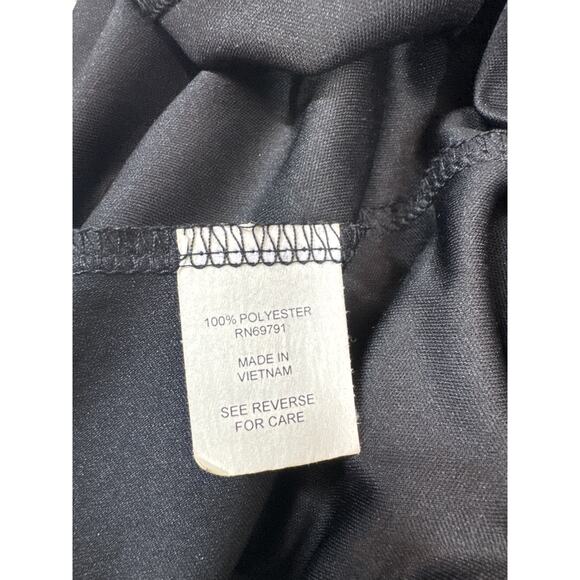 100% POLYESTER
RN69791
MADE IN
VIETNAM
SEE REVERSE
FOR CARE